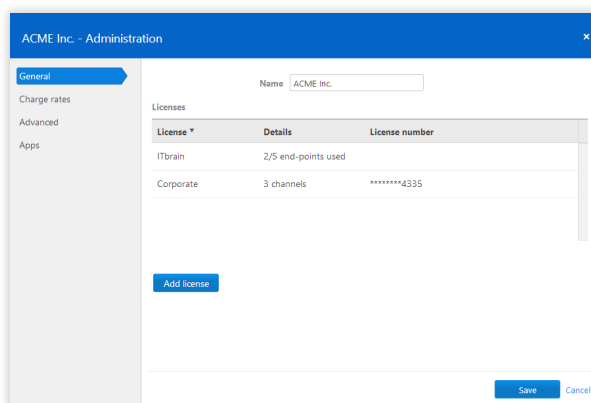 ACME Inc. - Administration
×
General
Charge rates
Advanced
Apps
Name ACME Inc.
Licenses
License ▼ Details License number
ITbrain 2/5 end-points used
Corporate 3 channels ********4335
Add license
Save Cancel